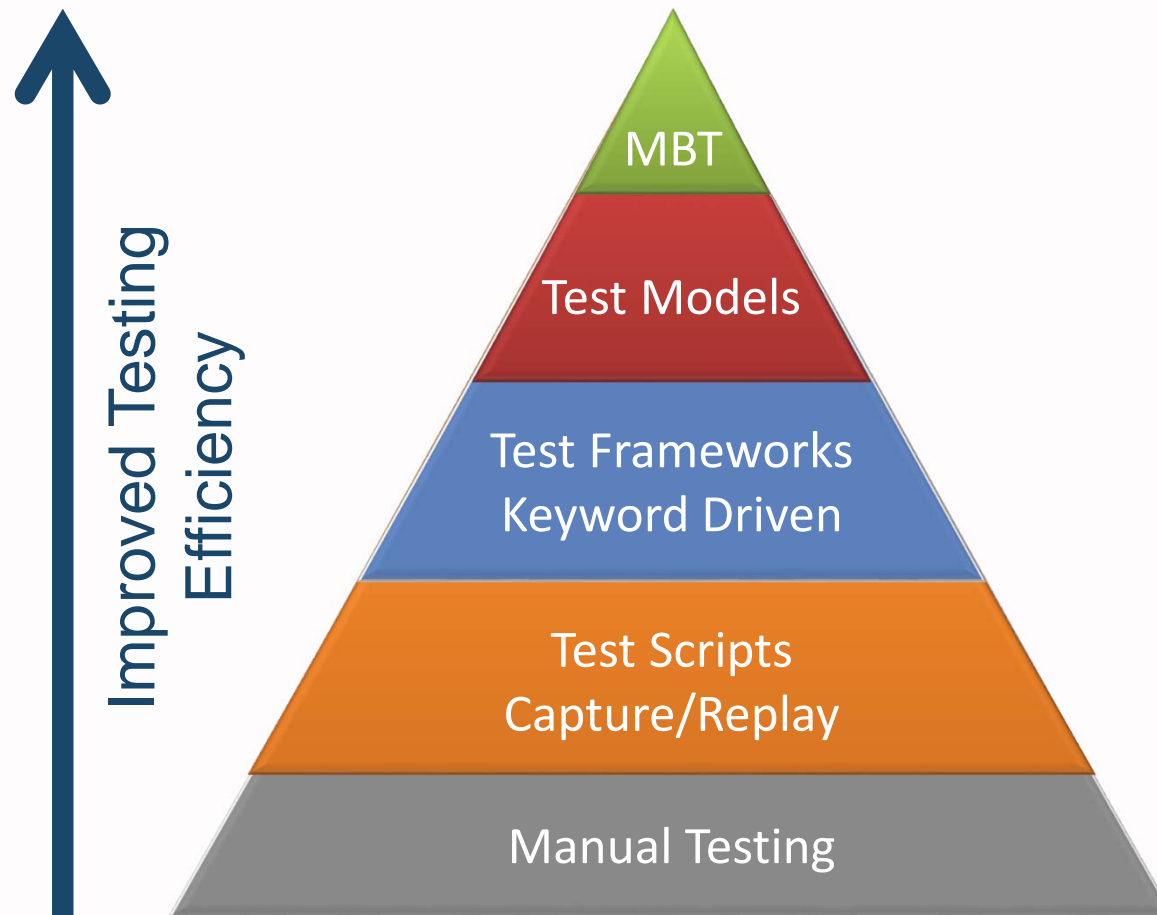 Improved Testing
Efficiency
MBT
Test Models
Test Frameworks
Keyword Driven
Test Scripts
Capture/Replay
Manual Testing